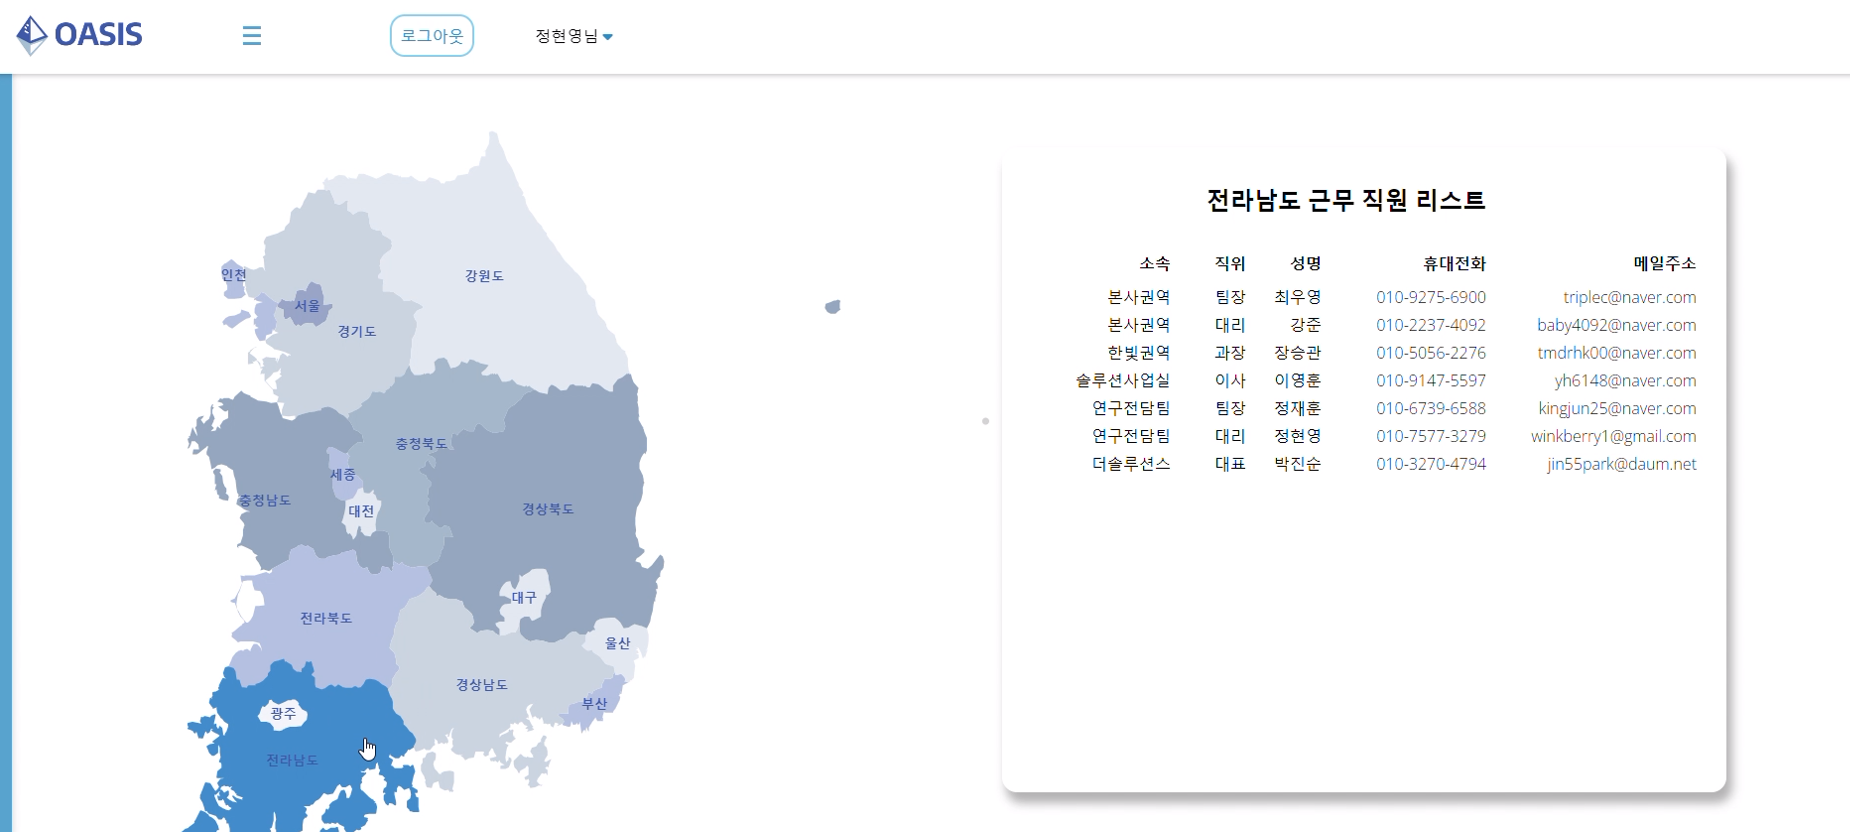 OASIS
로그아웃
정현영님
강원도
인천
서울
경기도
충청북도
세종
충청남도
대전
경상북도
대구
전라북도
울산
경상남도
부산
광주
전라남도
전라남도 근무 직원 리스트
소속 직위 성명 휴대전화 메일주소
본사권역 팀장 최우영 010-9275-6900 triplec@naver.com
본사권역 대리 강준 010-2237-4092 baby4092@naver.com
한빛권역 과장 장승관 010-5056-2276 tmdrhk00@naver.com
솔루션사업실 이사 이영훈 010-9147-5597 yh6148@naver.com
연구전담팀 팀장 정재훈 010-6739-6588 kingjun25@naver.com
연구전담팀 대리 정현영 010-7577-3279 winkberry1@gmail.com
더솔루션스 대표 박진순 010-3270-4794 jin55park@daum.net